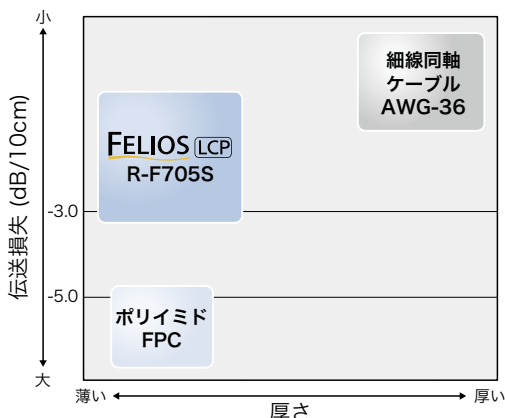 小
細線同軸
ケーブル
AWG-36
FELIOS LCP
R-F705S
伝送損失 (dB/10cm)
-3.0
-5.0
ポリイミド
FPC
大
薄い
厚い
厚さ